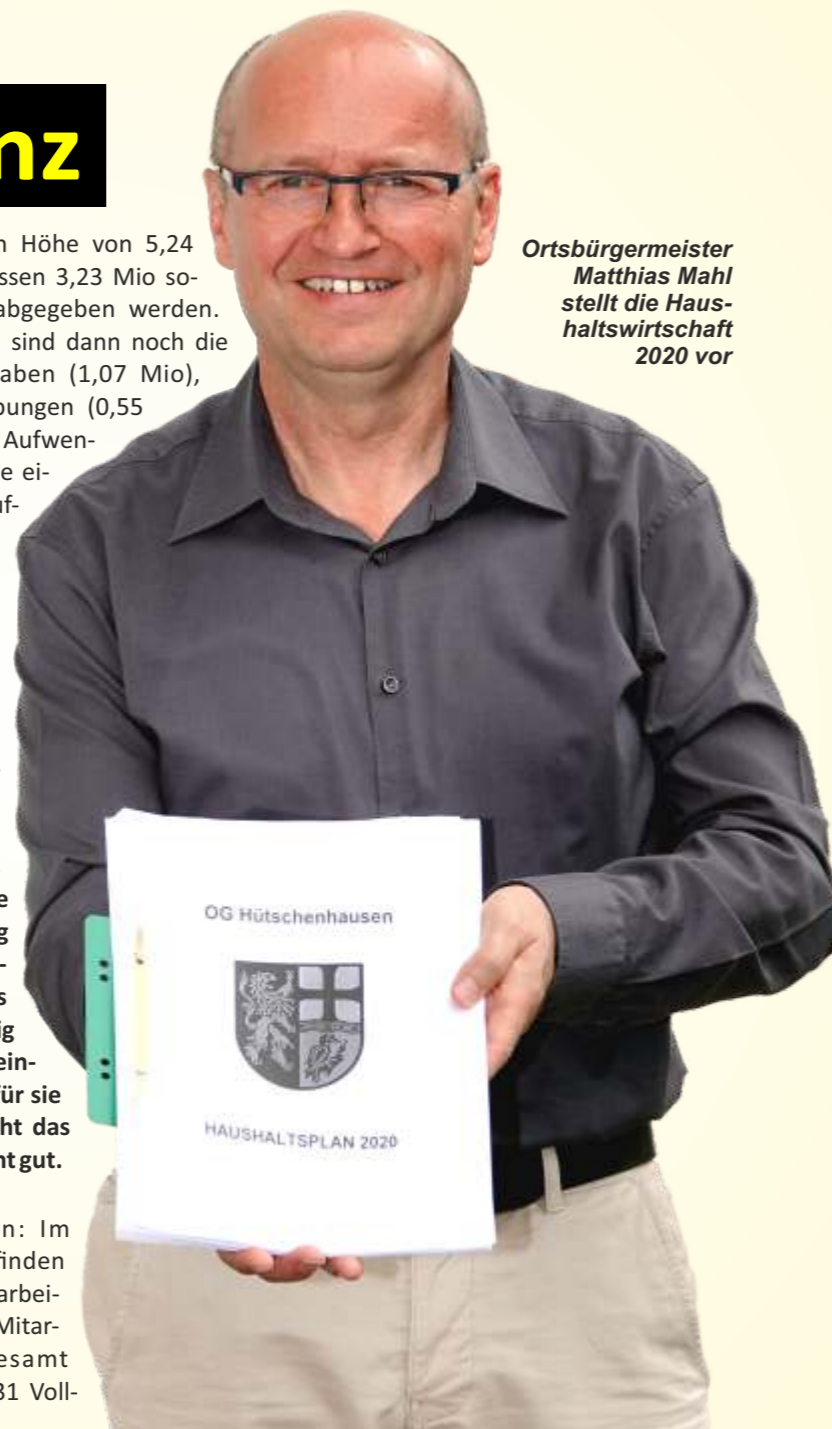 nz
n Höhe von 5,24
ssen 3,23 Mio so-
abgegeben werden.
sind dann noch die
aben (1,07 Mio),
bungen (0,55
Aufwen-
e ei-
uf-
Ortsbürgermeister
Matthias Mahl
stellt die Haus-
haltswirtschaft
2020 vor
e
g
-
s
ig
ein-
für sie
ht das
nt gut.
n: Im
finden
arbei-
Mitar-
esamt
31 Voll-
OG Hütschenhausen
HAUSHALTSPLAN 2020